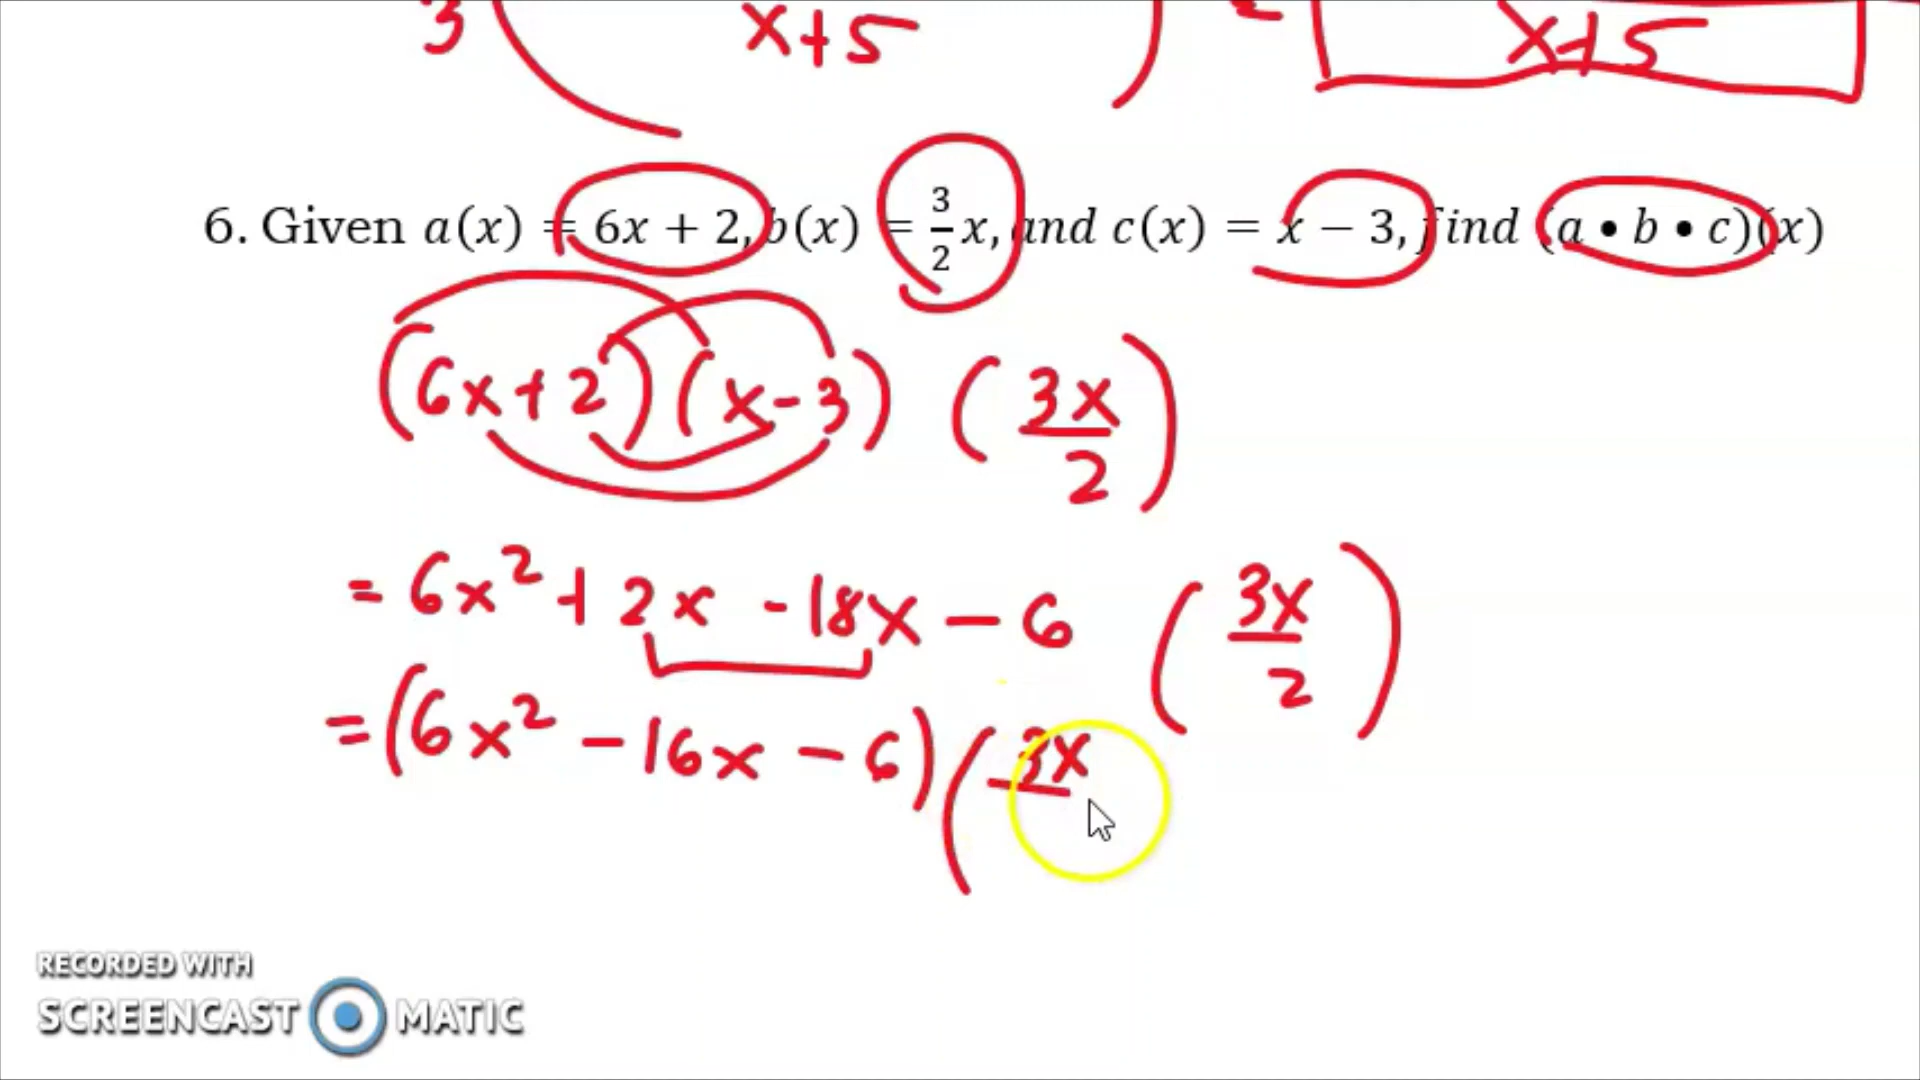 3 ( x+5 ) = x+5
6. Given a(x) = 6x + 2, b(x) = 3/2 x, and c(x) = x − 3, find (a • b • c)(x)
(6x+2)(x-3) (3x/2)
= 6x² + 2x - 18x - 6 (3x/2)
= (6x² - 16x - 6)(3x
RECORDED WITH
SCREENCAST MATIC